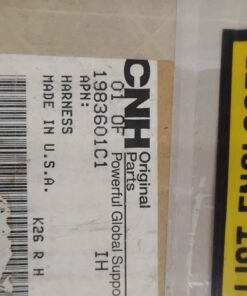 CNH Original
Parts
01 OF Powerful Global Suppo
1983601C1 IH
APN:
HARNESS
MADE IN U.S.A. K26 R H